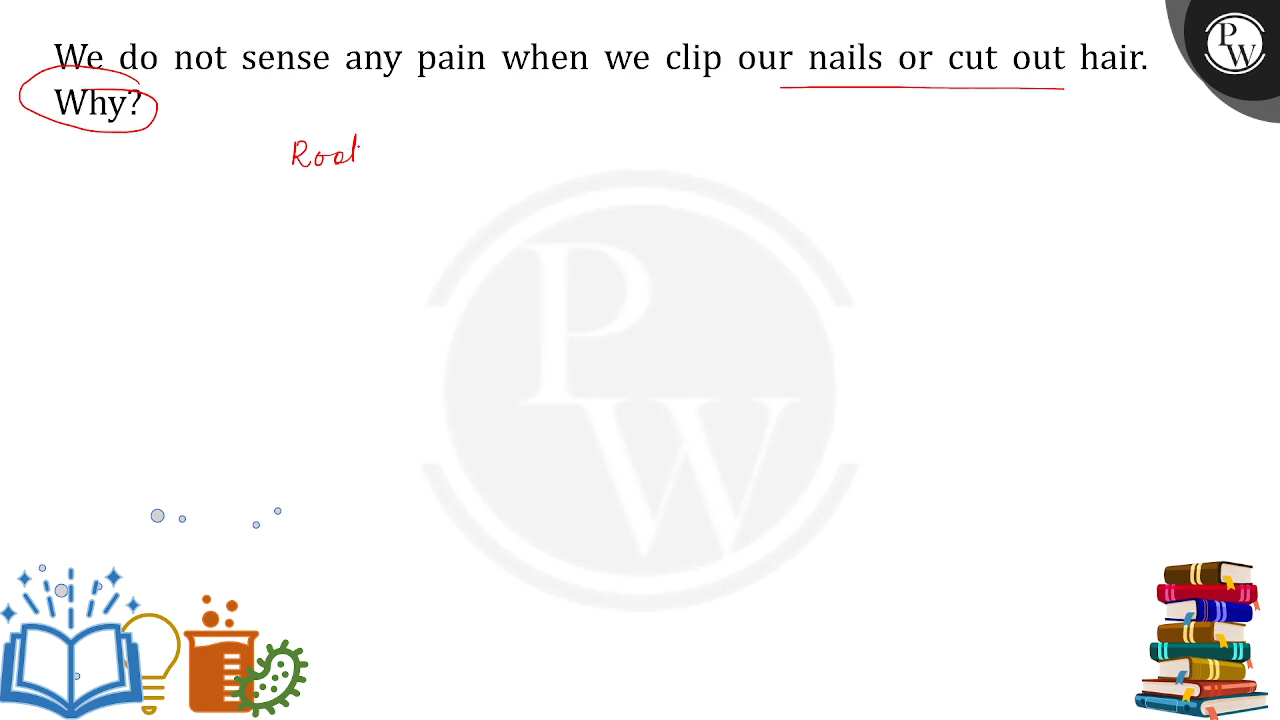 We do not sense any pain when we clip our nails or cut out hair.
Why?
Root
P
W
P
W